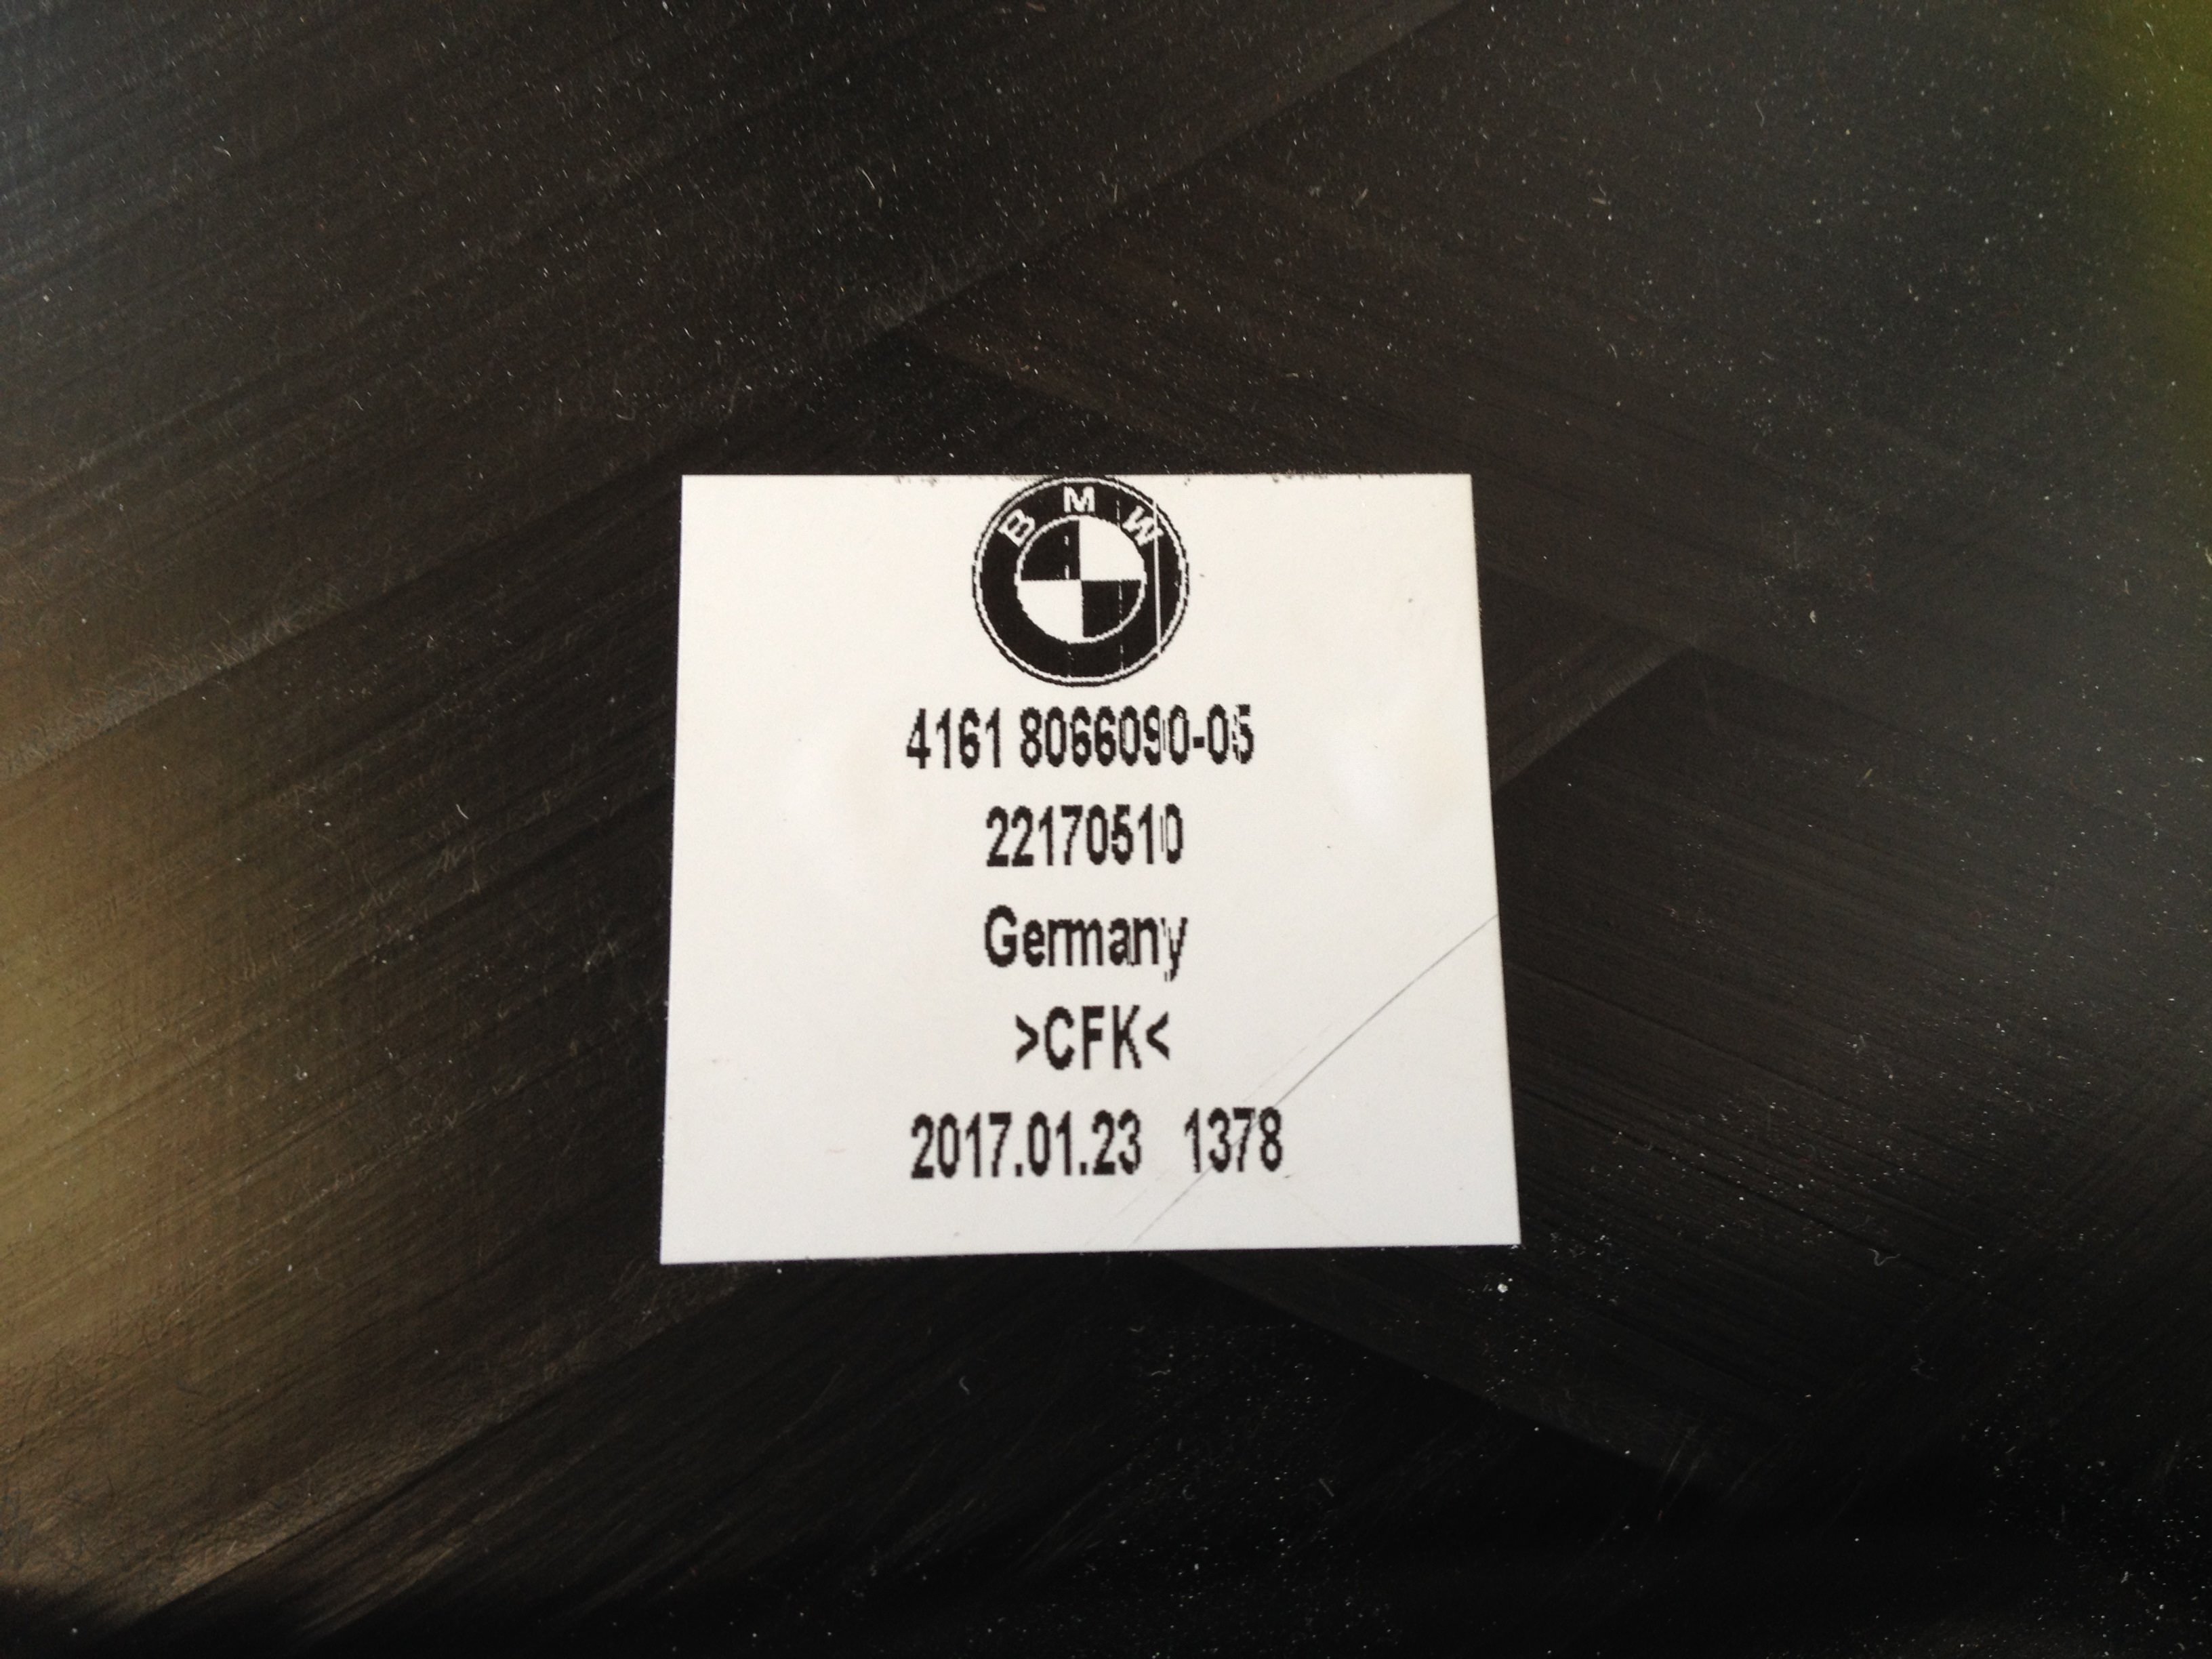 BMW
4161 8066090-05
22170510
Germany
>CFK<
2017.01.23 1378